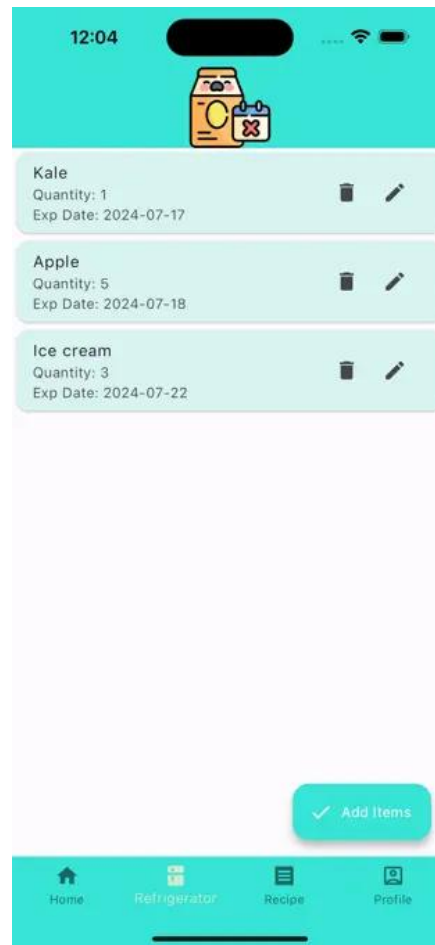 12:04
Kale
Quantity: 1
Exp Date: 2024-07-17
Apple
Quantity: 5
Exp Date: 2024-07-18
Ice cream
Quantity: 3
Exp Date: 2024-07-22
Add Items
Home
Refrigerator
Recipe
Profile